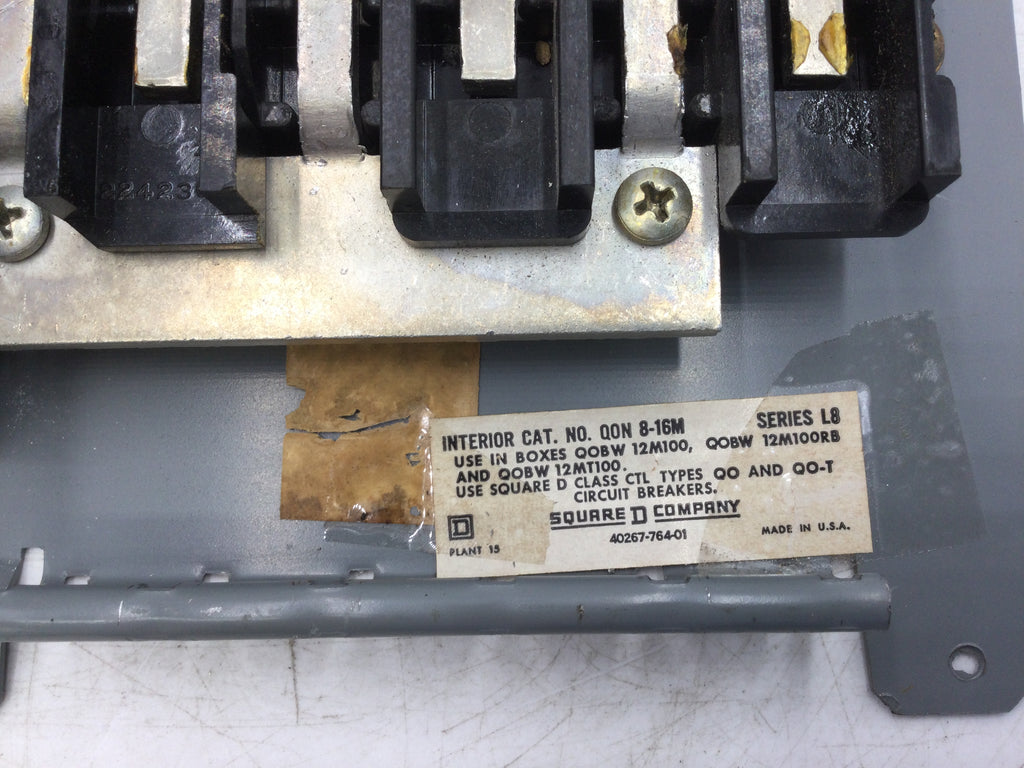 22423
INTERIOR CAT. NO. QON 8-16M SERIES L8
USE IN BOXES QOBW 12M100, QOBW 12M100RB
AND QOBW 12MT100.
USE SQUARE D CLASS CTL TYPES QO AND QO-T
CIRCUIT BREAKERS.
SQUARE D COMPANY
D
40267-764-01
MADE IN U.S.A.
PLANT 15